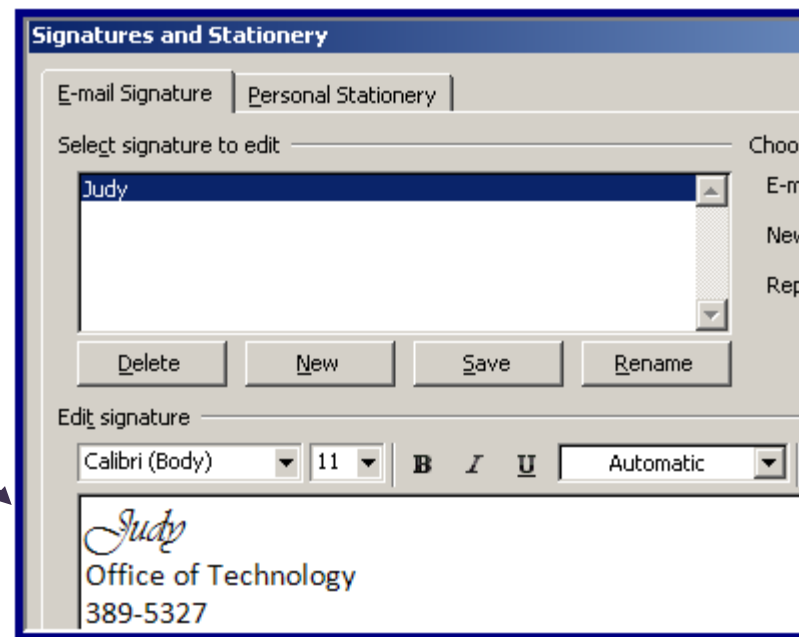 Signatures and Stationery
E-mail Signature Personal Stationery
Select signature to edit
Judy
Delete New Save Rename
Edit signature
Calibri (Body) 11 B I U Automatic
Judy
Office of Technology
389-5327